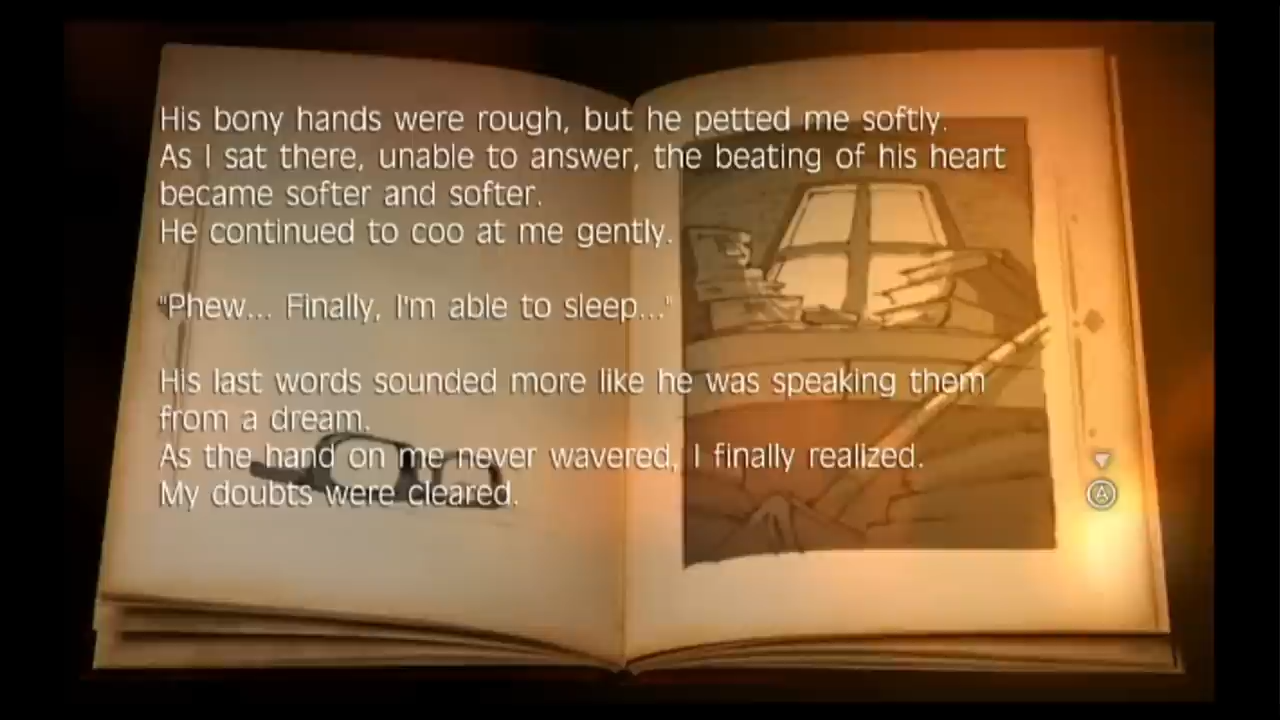 His bony hands were rough, but he petted me softly.
As I sat there, unable to answer, the beating of his heart
became softer and softer.
He continued to coo at me gently.
"Phew... Finally, I'm able to sleep..."
His last words sounded more like he was speaking them
from a dream.
As the hand on me never wavered, I finally realized.
My doubts were cleared.
A